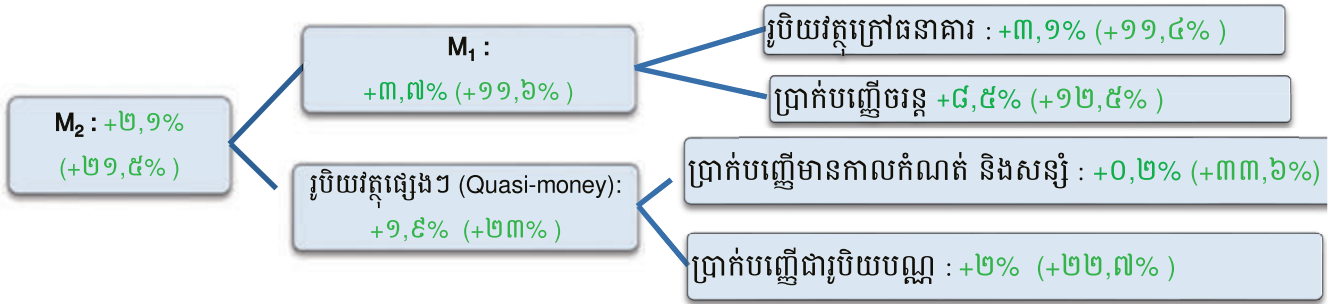 M2 : +២,១%
(+២១,៥% )
M1 :
+៣,៧% (+១១,៦% )
រូបិយវត្ថុផ្សេងៗ (Quasi-money):
+១,៩% (+២៣% )
រូបិយវត្ថុក្រៅធនាគារ : +៣,១% (+១១,៤% )
ប្រាក់បញ្ញើចរន្ត +៨,៥% (+១២,៥% )
ប្រាក់បញ្ញើមានកាលកំណត់ និងសន្សំ : +០,២% (+៣៣,៦%)
ប្រាក់បញ្ញើជារូបិយបណ្ណ : +២% (+២២,៧% )